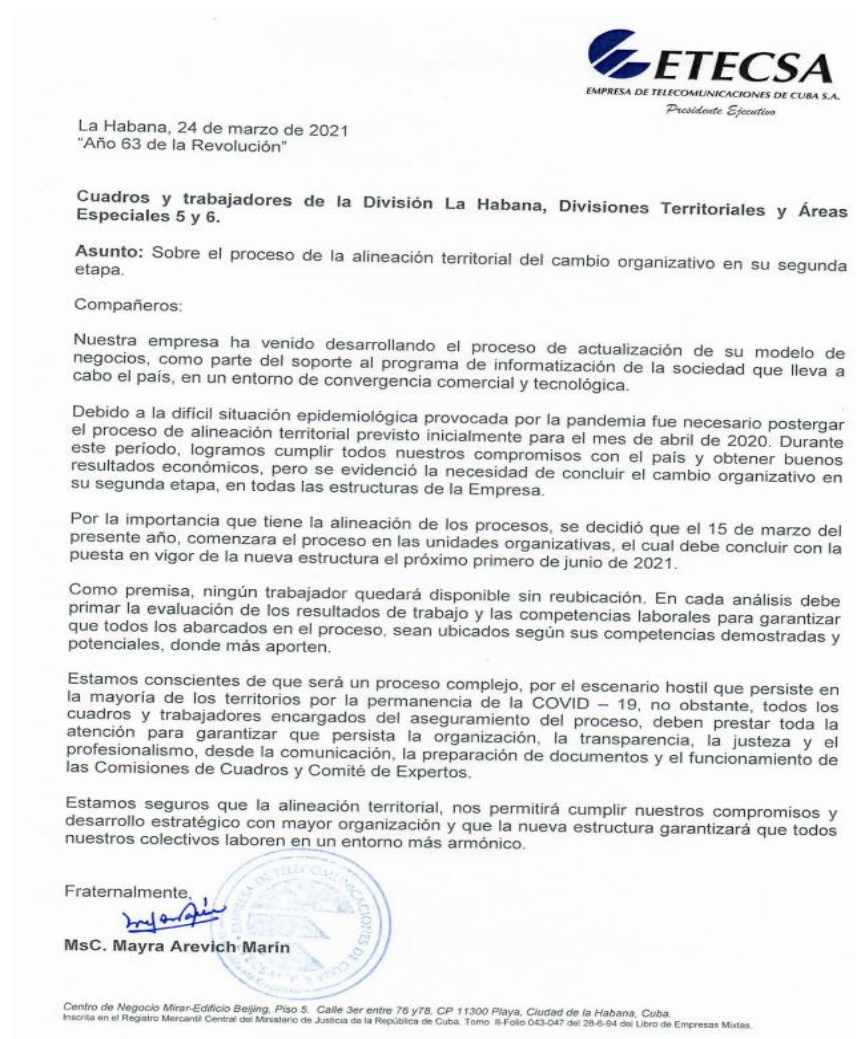 ETECSA
EMPRESA DE TELECOMUNICACIONES DE CUBA S.A.
Presidente Ejecutivo
La Habana, 24 de marzo de 2021
"Año 63 de la Revolución"
Cuadros y trabajadores de la División La Habana, Divisiones Territoriales y Áreas
Especiales 5 y 6.
Asunto: Sobre el proceso de la alineación territorial del cambio organizativo en su segunda
etapa.
Compañeros:
Nuestra empresa ha venido desarrollando el proceso de actualización de su modelo de
negocios, como parte del soporte al programa de informatización de la sociedad que lleva a
cabo el país, en un entorno de convergencia comercial y tecnológica.
Debido a la difícil situación epidemiológica provocada por la pandemia fue necesario postergar
el proceso de alineación territorial previsto inicialmente para el mes de abril de 2020. Durante
este período, logramos cumplir todos nuestros compromisos con el país y obtener buenos
resultados económicos, pero se evidenció la necesidad de concluir el cambio organizativo en
su segunda etapa, en todas las estructuras de la Empresa.
Por la importancia que tiene la alineación de los procesos, se decidió que el 15 de marzo del
presente año, comenzara el proceso en las unidades organizativas, el cual debe concluir con la
puesta en vigor de la nueva estructura el próximo primero de junio de 2021.
Como premisa, ningún trabajador quedará disponible sin reubicación. En cada análisis debe
primar la evaluación de los resultados de trabajo y las competencias laborales para garantizar
que todos los abarcados en el proceso, sean ubicados según sus competencias demostradas y
potenciales, donde más aporten.
Estamos conscientes de que será un proceso complejo, por el escenario hostil que persiste en
la mayoría de los territorios por la permanencia de la COVID – 19, no obstante, todos los
cuadros y trabajadores encargados del aseguramiento del proceso, deben prestar toda la
atención para garantizar que persista la organización, la transparencia, la justeza y el
profesionalismo, desde la comunicación, la preparación de documentos y el funcionamiento de
las Comisiones de Cuadros y Comité de Expertos.
Estamos seguros que la alineación territorial, nos permitirá cumplir nuestros compromisos y
desarrollo estratégico con mayor organización y que la nueva estructura garantizará que todos
nuestros colectivos laboren en un entorno más armónico.
Fraternalmente,
EMPRESA DE TELECOMUNICACIONES DE CUBA
MsC. Mayra Arevich Marín
Centro de Negocio Mirar-Edificio Beijing, Piso 5. Calle 3er entre 76 y78, CP 11300 Playa, Ciudad de la Habana, Cuba.
Inscrita en el Registro Mercantil Central del Ministerio de Justicia de la República de Cuba. Tomo II-Folio 043-047 del 28-6-94 del Libro de Empresas Mixtas.